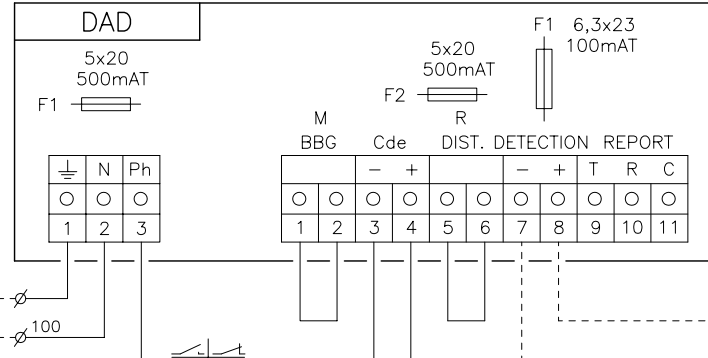 DAD
5x20
500mAT
F1
5x20
500mAT
F2
F1 6,3x23
100mAT
M
BBG
Cde
R
DIST.
DETECTION
REPORT
N Ph
1 2 3
- + - + T R C
1 2 3 4 5 6 7 8 9 10 11
100